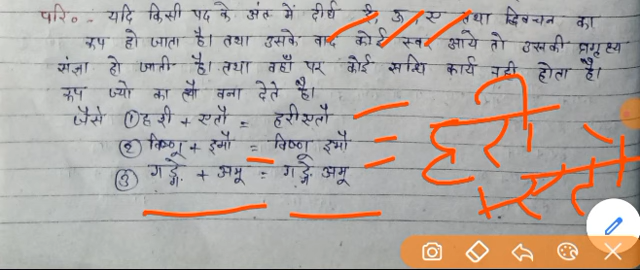 परि०:- यदि किसी पद के अंत में दीर्घ ई, ऊ, ए तथा द्विवचन का
रूप हो जाता है। तथा उसके बाद कोई स्वर आये तो उसकी प्रगृह्य
संज्ञा हो जाती है। तथा वहाँ पर कोई सन्धि कार्य नही होता है।
रूप ज्यो का त्यौ बना देते है।
जैसे ① हरी + एतौ = हरी एतौ
② विष्णू + इमौ = विष्णू इमौ
③ गङ्गे + अमू = गङ्गे अमू
हरी
+ एतौ